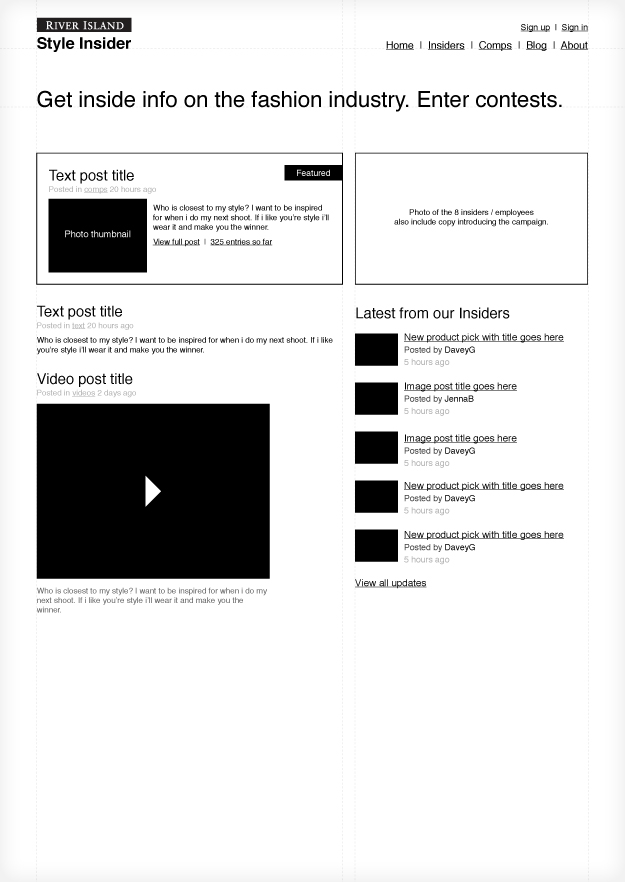 RIVER ISLAND
Style Insider
Sign up | Sign in
Home | Insiders | Comps | Blog | About
Get inside info on the fashion industry. Enter contests.
Featured
Text post title
Posted in comps 20 hours ago
Photo thumbnail
Who is closest to my style? I want to be inspired
for when i do my next shoot. If i like you're style i'll
wear it and make you the winner.
View full post | 325 entries so far
Photo of the 8 insiders / employees
also include copy introducing the campaign.
Text post title
Posted in text 20 hours ago
Who is closest to my style? I want to be inspired for when i do my next shoot. If i like
you're style i'll wear it and make you the winner.
Video post title
Posted in videos 2 days ago
Who is closest to my style? I want to be inspired for when i do my
next shoot. If i like you're style i'll wear it and make you the
winner.
Latest from our Insiders
New product pick with title goes here
Posted by DaveyG
5 hours ago
Image post title goes here
Posted by JennaB
5 hours ago
Image post title goes here
Posted by DaveyG
5 hours ago
New product pick with title goes here
Posted by DaveyG
5 hours ago
New product pick with title goes here
Posted by DaveyG
5 hours ago
View all updates